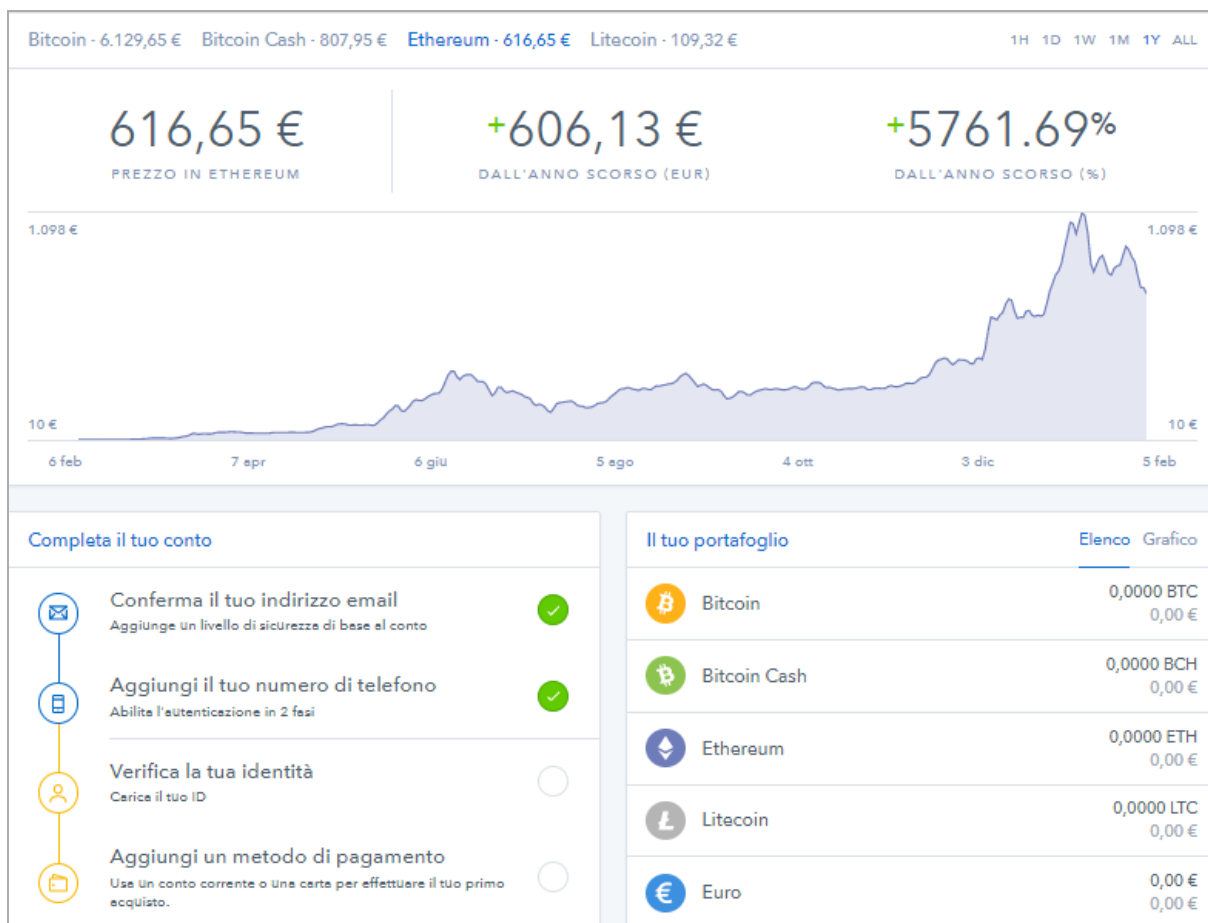 Bitcoin · 6.129,65 € Bitcoin Cash · 807,95 € Ethereum · 616,65 € Litecoin · 109,32 €
1H 1D 1W 1M 1Y ALL
616,65 € +606,13 € +5761.69%
PREZZO IN ETHEREUM DALL'ANNO SCORSO (EUR) DALL'ANNO SCORSO (%)
1.098 € 1.098 €
10 € 10 €
6 feb 7 apr 6 giu 5 ago 4 ott 3 dic 5 feb
Completa il tuo conto
Conferma il tuo indirizzo email
Aggiunge un livello di sicurezza di base al conto
Aggiungi il tuo numero di telefono
Abilita l'autenticazione in 2 fasi
Verifica la tua identità
Carica il tuo ID
Aggiungi un metodo di pagamento
Usa un conto corrente o una carta per effettuare il tuo primo
acquisto.
Il tuo portafoglio Elenco Grafico
Bitcoin 0,0000 BTC
0,00 €
Bitcoin Cash 0,0000 BCH
0,00 €
Ethereum 0,0000 ETH
0,00 €
Litecoin 0,0000 LTC
0,00 €
Euro 0,00 €
0,00 €